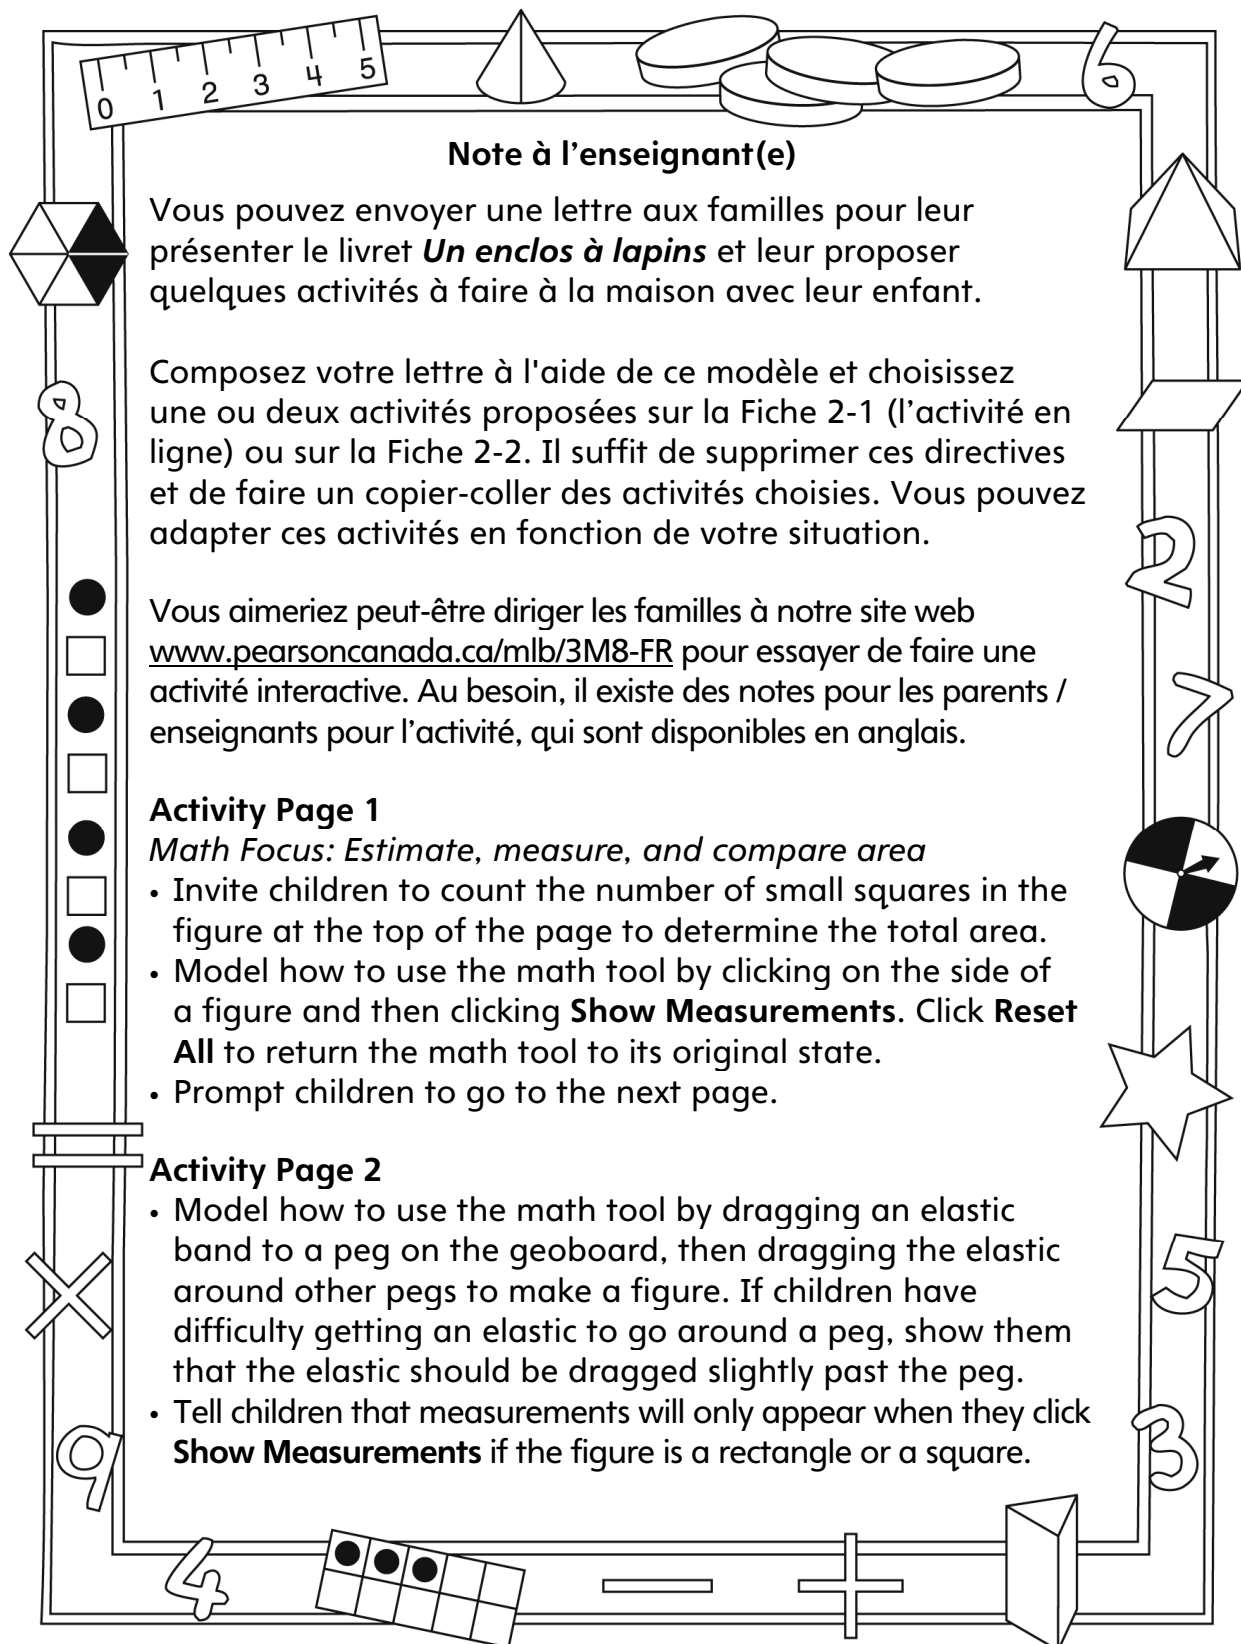 0 1 2 3 4 5
6
Note à l’enseignant(e)
Vous pouvez envoyer une lettre aux familles pour leur
présenter le livret Un enclos à lapins et leur proposer
quelques activités à faire à la maison avec leur enfant.
8
Composez votre lettre à l'aide de ce modèle et choisissez
une ou deux activités proposées sur la Fiche 2-1 (l’activité en
ligne) ou sur la Fiche 2-2. Il suffit de supprimer ces directives
et de faire un copier-coller des activités choisies. Vous pouvez
adapter ces activités en fonction de votre situation.
2
Vous aimeriez peut-être diriger les familles à notre site web
www.pearsoncanada.ca/mlb/3M8-FR pour essayer de faire une
activité interactive. Au besoin, il existe des notes pour les parents /
enseignants pour l’activité, qui sont disponibles en anglais.
7
Activity Page 1
Math Focus: Estimate, measure, and compare area
• Invite children to count the number of small squares in the
figure at the top of the page to determine the total area.
• Model how to use the math tool by clicking on the side of
a figure and then clicking Show Measurements. Click Reset
All to return the math tool to its original state.
• Prompt children to go to the next page.
=
Activity Page 2
• Model how to use the math tool by dragging an elastic
band to a peg on the geoboard, then dragging the elastic
around other pegs to make a figure. If children have
difficulty getting an elastic to go around a peg, show them
that the elastic should be dragged slightly past the peg.
• Tell children that measurements will only appear when they click
Show Measurements if the figure is a rectangle or a square.
×
5
9
3
4
− +